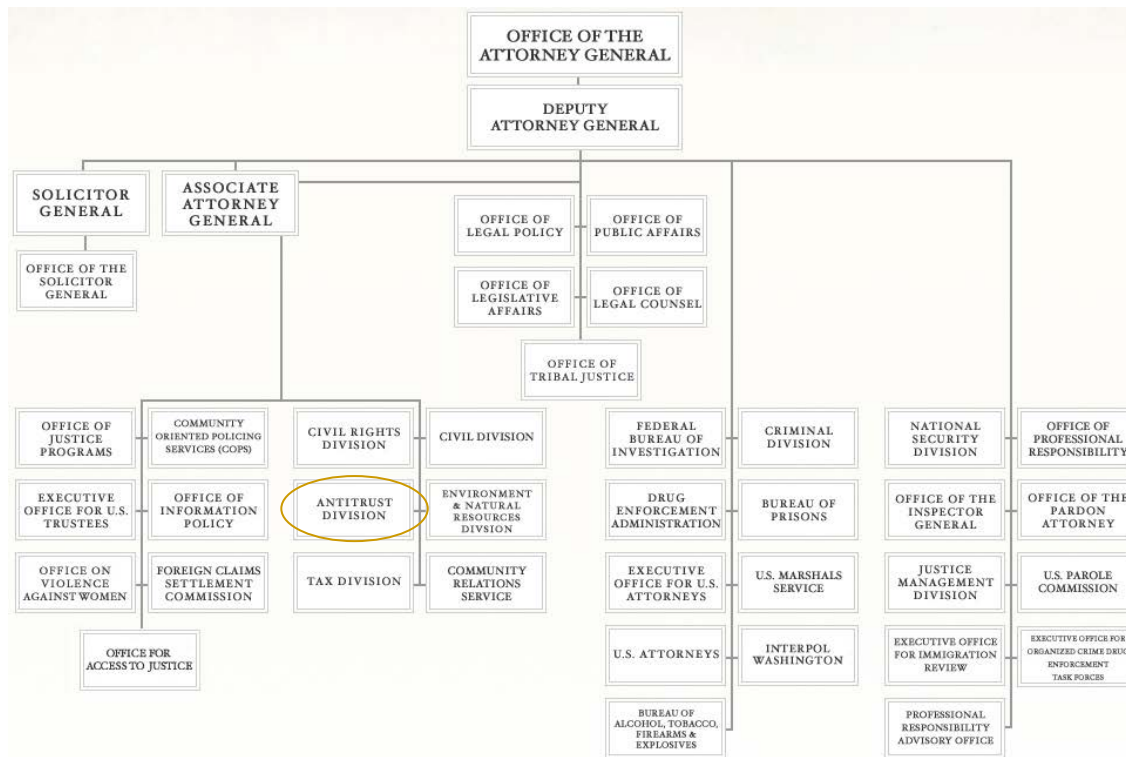 OFFICE OF THE
ATTORNEY GENERAL
DEPUTY
ATTORNEY GENERAL
SOLICITOR
GENERAL
ASSOCIATE
ATTORNEY
GENERAL
OFFICE OF
LEGAL POLICY
OFFICE OF
PUBLIC AFFAIRS
OFFICE OF THE
SOLICITOR
GENERAL
OFFICE OF
LEGISLATIVE
AFFAIRS
OFFICE OF
LEGAL COUNSEL
OFFICE OF
TRIBAL JUSTICE
OFFICE OF
JUSTICE
PROGRAMS
COMMUNITY
ORIENTED POLICING
SERVICES (COPS)
CIVIL RIGHTS
DIVISION
CIVIL DIVISION
FEDERAL
BUREAU OF
INVESTIGATION
CRIMINAL
DIVISION
NATIONAL
SECURITY
DIVISION
OFFICE OF
PROFESSIONAL
RESPONSIBILITY
EXECUTIVE
OFFICE FOR U.S.
TRUSTEES
OFFICE OF
INFORMATION
POLICY
ANTITRUST
DIVISION
ENVIRONMENT
& NATURAL
RESOURCES
DIVSION
DRUG
ENFORCEMENT
ADMINISTRATION
BUREAU OF
PRISONS
OFFICE OF THE
INSPECTOR
GENERAL
OFFICE OF THE
PARDON
ATTORNEY
OFFICE ON
VIOLENCE
AGAINST WOMEN
FOREIGN CLAIMS
SETTLEMENT
COMMISSION
TAX DIVISION
COMMUNITY
RELATIONS
SERVICE
EXECUTIVE
OFFICE FOR U.S.
ATTORNEYS
U.S. MARSHALS
SERVICE
JUSTICE
MANAGEMENT
DIVISION
U.S. PAROLE
COMMISSION
OFFICE FOR
ACCESS TO JUSTICE
U.S. ATTORNEYS
INTERPOL
WASHINGTON
EXECUTIVE OFFICE
FOR IMMIGRATION
REVIEW
EXECUTIVE OFFICE FOR
ORGANIZED CRIME DRUG
ENFORCEMENT
TASK FORCES
BUREAU OF
ALCOHOL, TOBACCO,
FIREARMS &
EXPLOSIVES
PROFESSIONAL
RESPONSIBILITY
ADVISORY OFFICE